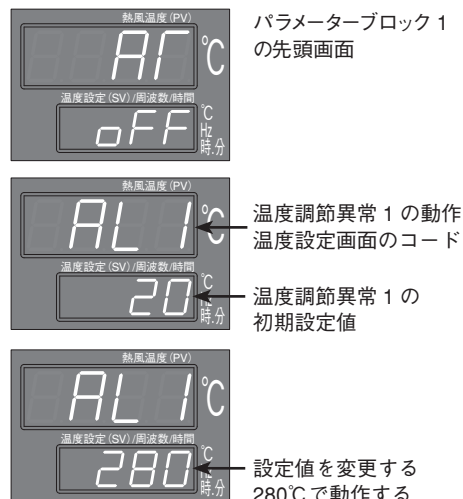 熱風温度(PV)
AT
℃
温度設定(SV)/周波数/時間
oFF
℃
Hz
時.分
パラメーターブロック 1
の先頭画面
熱風温度(PV)
AL 1
℃
温度設定(SV)/周波数/時間
20
℃
Hz
時.分
温度調節異常 1 の動作
温度設定画面のコード
温度調節異常 1 の
初期設定値
熱風温度(PV)
AL 1
℃
温度設定(SV)/周波数/時間
280
℃
時.分
設定値を変更する
280℃で動作する